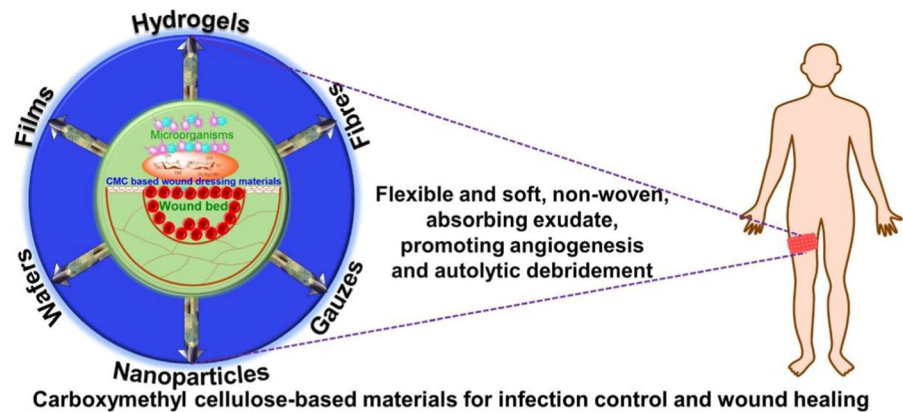 Hydrogels
Films
Fibres
Microorganisms
CMC based wound dressing materials
Wound bed
Wafers
Gauzes
Nanoparticles
Flexible and soft, non-woven,
absorbing exudate,
promoting angiogenesis
and autolytic debridement
Carboxymethyl cellulose-based materials for infection control and wound healing